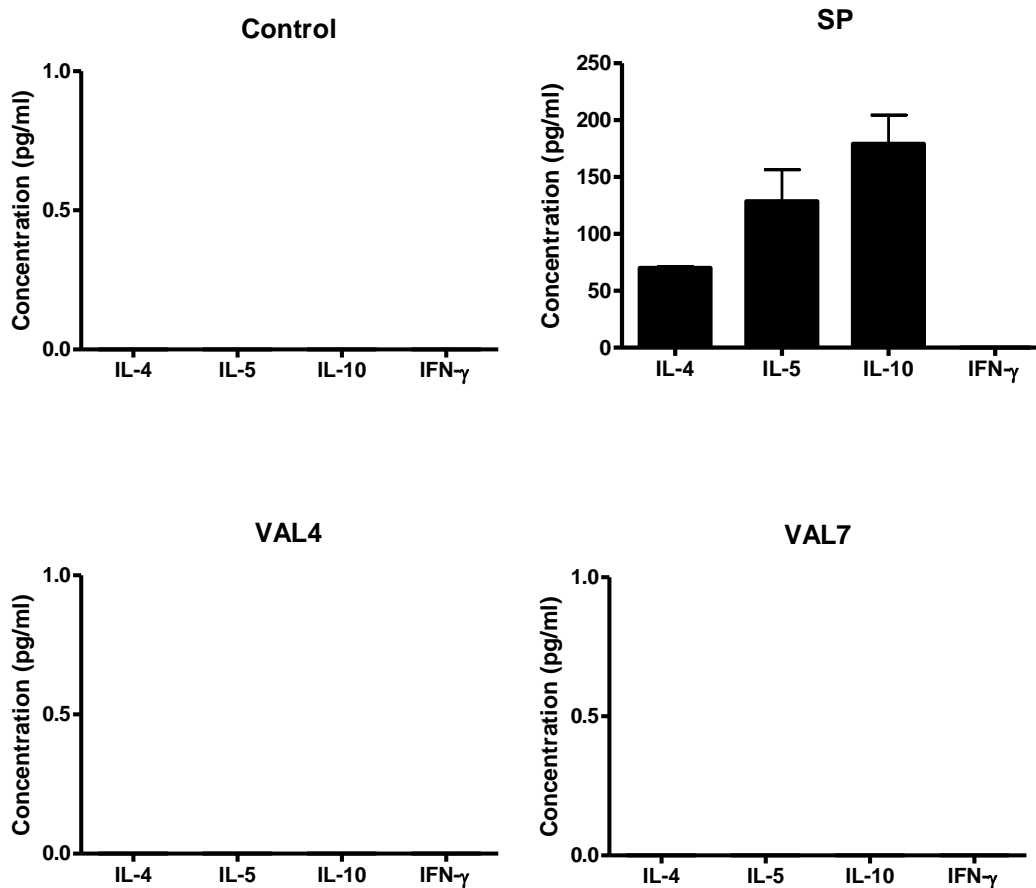 Control
Concentration (pg/ml)
1.0
0.5
0.0
IL-4 IL-5 IL-10 IFN-γ
SP
Concentration (pg/ml)
250
200
150
100
50
0
IL-4 IL-5 IL-10 IFN-γ
VAL4
Concentration (pg/ml)
1.0
0.5
0.0
IL-4 IL-5 IL-10 IFN-γ
VAL7
Concentration (pg/ml)
1.0
0.5
0.0
IL-4 IL-5 IL-10 IFN-γ